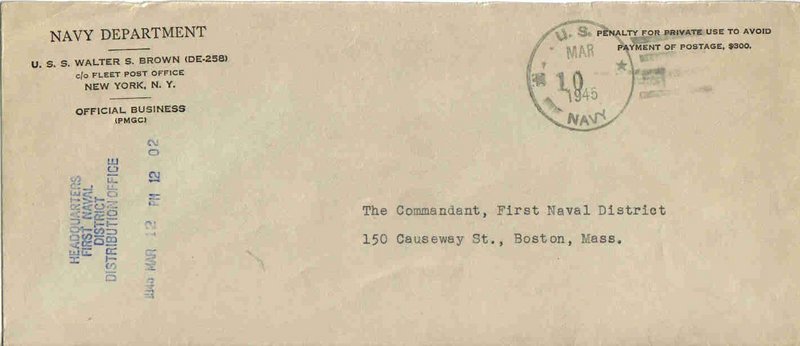 NAVY DEPARTMENT
U. S. S. WALTER S. BROWN (DE-258)
c/o FLEET POST OFFICE
NEW YORK, N. Y.
OFFICIAL BUSINESS
(PMGC)
U. S.
MAR
10
1945
NAVY
PENALTY FOR PRIVATE USE TO AVOID
PAYMENT OF POSTAGE, $300.
HEADQUARTERS
FIRST NAVAL
DISTRICT
DISTRIBUTION OFFICE
1945 MAR 12 PM 12 02
The Commandant, First Naval District
150 Causeway St., Boston, Mass.